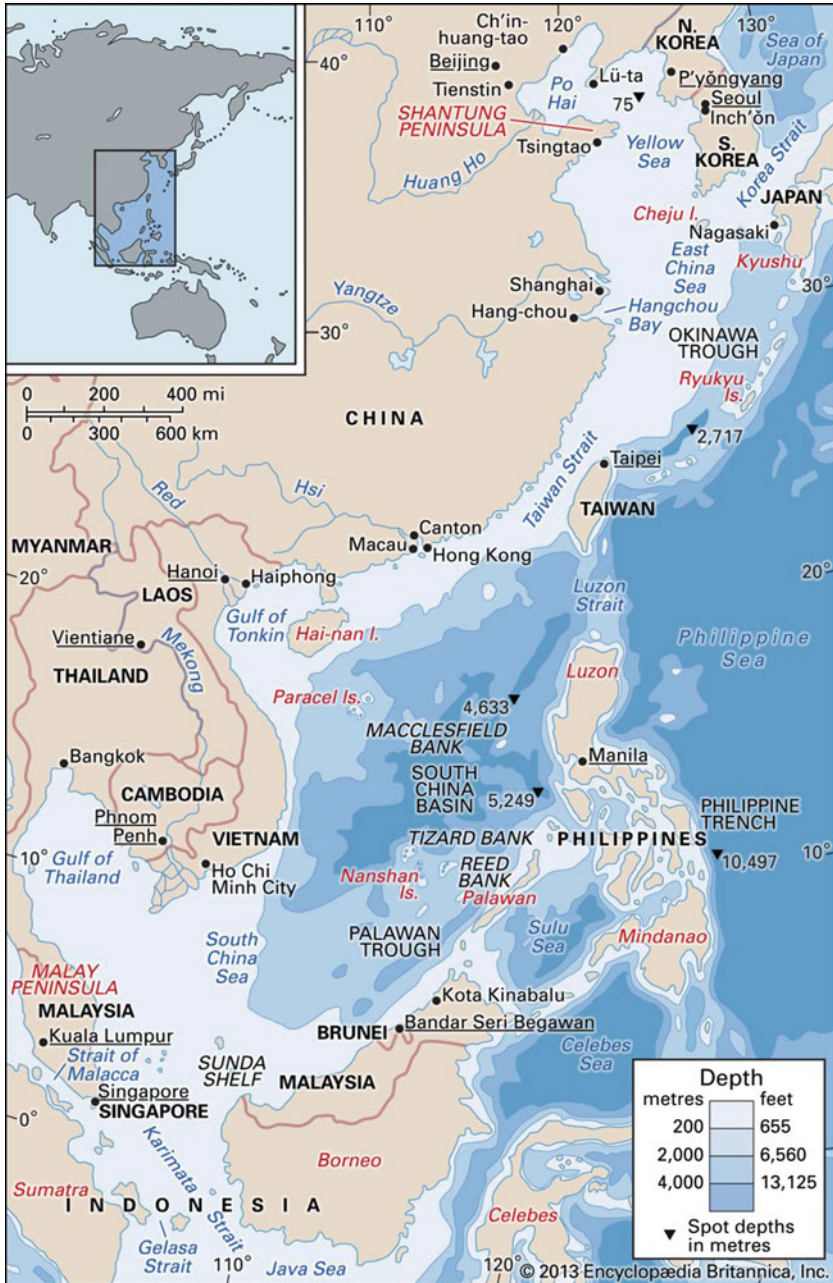 110°
120°
130°
Ch'in-
huang-tao
N.
KOREA
Sea of
Japan
40°
Beijing
Tienstin
Po
Hai
Lü-ta
75
P'yŏngyang
Seoul
Inch'ŏn
SHANTUNG
PENINSULA
Tsingtao
Yellow
Sea
S.
KOREA
Korea Strait
Huang Ho
Cheju I.
JAPAN
Nagasaki
East
China
Sea
Kyushu
Yangtze
Shanghai
Hang-chou
Hangchou
Bay
30°
30°
OKINAWA
TROUGH
Ryukyu
Is.
0 200 400 mi
0 300 600 km
CHINA
2,717
Taiwan Strait
Taipei
TAIWAN
Red
Hsi
Canton
Macau
Hong Kong
MYANMAR
20°
Hanoi
Haiphong
LAOS
20°
Luzon
Strait
Gulf of
Tonkin
Hai-nan I.
Philippine
Sea
Vientiane
Mekong
THAILAND
Luzon
Paracel Is.
4,633
MACCLESFIELD
BANK
Bangkok
Manila
SOUTH
CHINA
BASIN
5,249
CAMBODIA
Phnom
Penh
VIETNAM
PHILIPPINE
TRENCH
TIZARD BANK
PHILIPPINES
10°
10°
10,497
Gulf of
Thailand
Ho Chi
Minh City
REED
BANK
Nanshan
Is.
Palawan
PALAWAN
TROUGH
Sulu
Sea
Mindanao
South
China
Sea
MALAY
PENINSULA
MALAYSIA
Kota Kinabalu
Kuala Lumpur
BRUNEI
Bandar Seri Begawan
Strait of
Malacca
SUNDA
SHELF
MALAYSIA
Celebes
Sea
Singapore
SINGAPORE
0°
Karimata Strait
Borneo
Sumatra
INDONESIA
Celebes
Gelasa
Strait
110°
Java Sea
120°
Depth
metres feet
200 655
2,000 6,560
4,000 13,125
Spot depths
in metres
0°
© 2013 Encyclopædia Britannica, Inc.